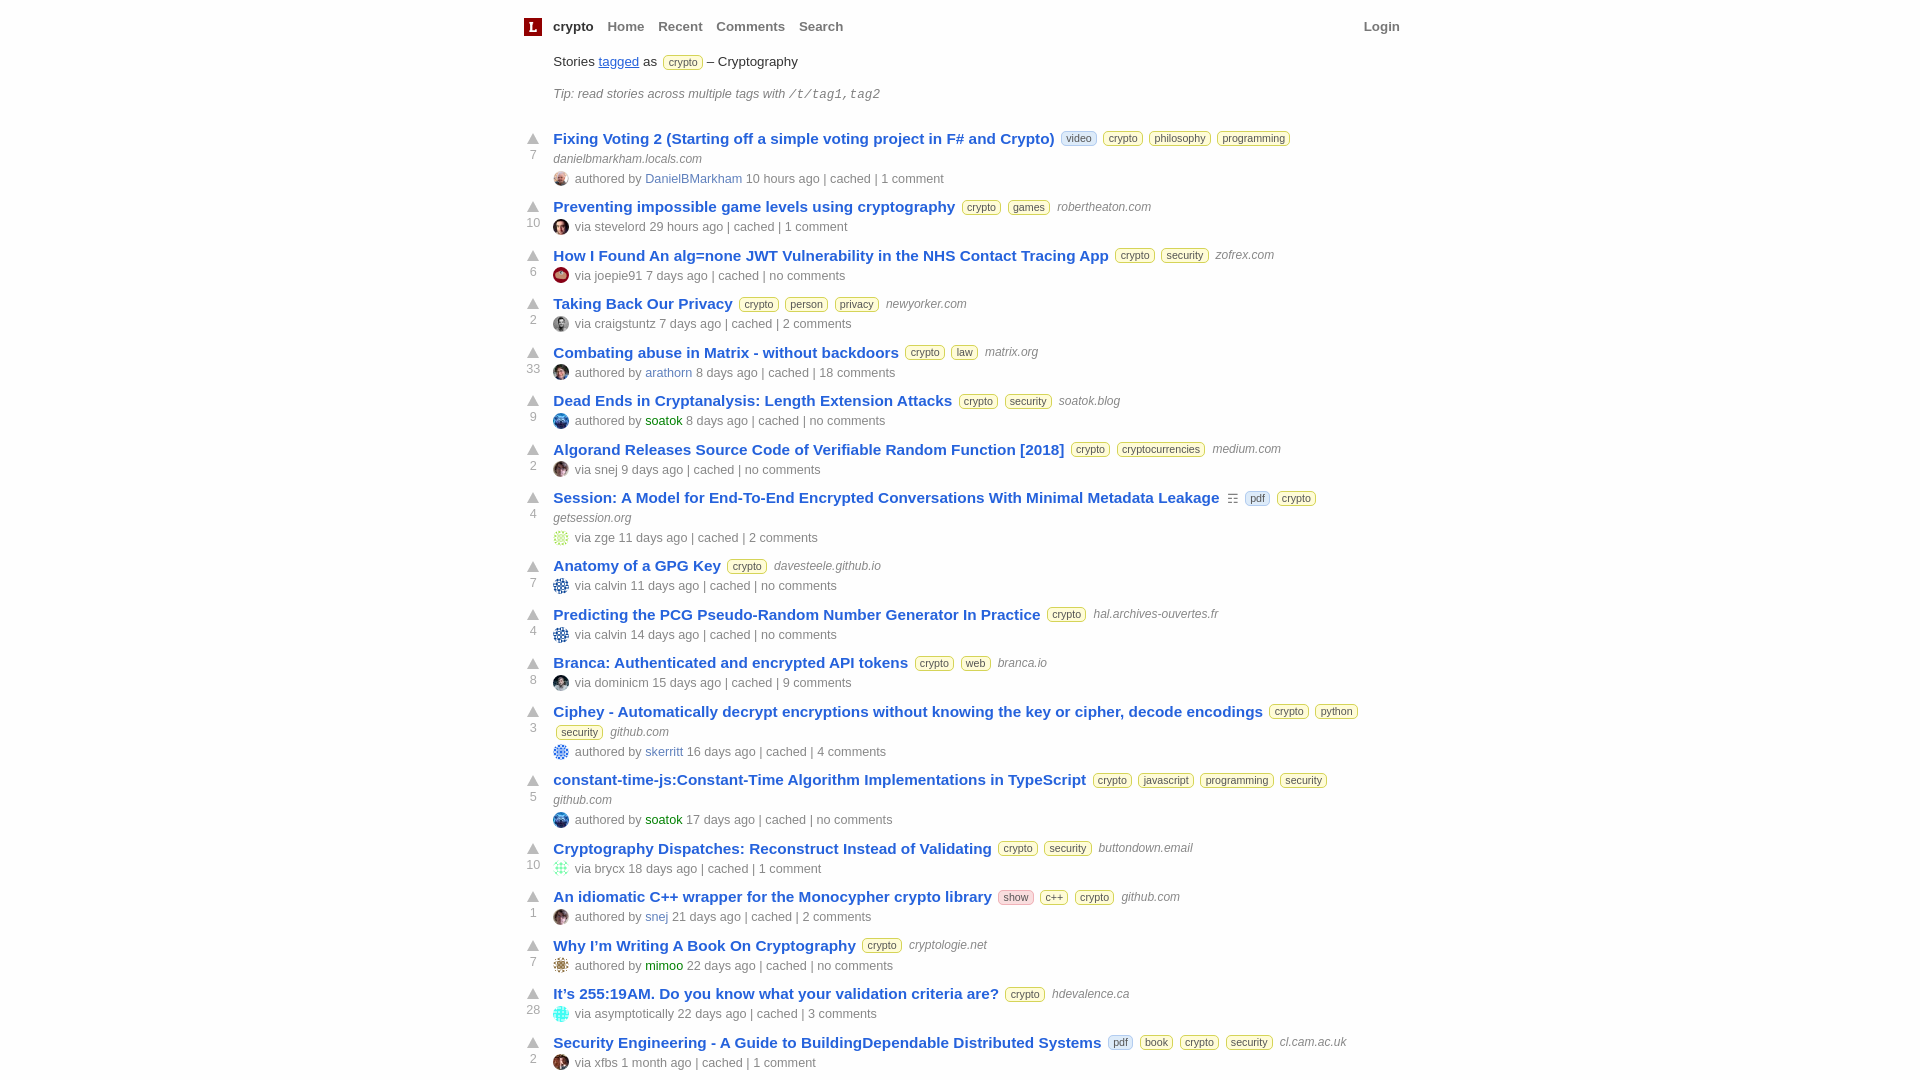 L crypto Home Recent Comments Search Login
Stories tagged as crypto – Cryptography
Tip: read stories across multiple tags with /t/tag1,tag2
Fixing Voting 2 (Starting off a simple voting project in F# and Crypto) video crypto philosophy programming
7 danielbmarkham.locals.com
authored by DanielBMarkham 10 hours ago | cached | 1 comment
Preventing impossible game levels using cryptography crypto games robertheaton.com
10 via stevelord 29 hours ago | cached | 1 comment
How I Found An alg=none JWT Vulnerability in the NHS Contact Tracing App crypto security zofrex.com
6 via joepie91 7 days ago | cached | no comments
Taking Back Our Privacy crypto person privacy newyorker.com
2 via craigstuntz 7 days ago | cached | 2 comments
Combating abuse in Matrix - without backdoors crypto law matrix.org
33 authored by arathorn 8 days ago | cached | 18 comments
Dead Ends in Cryptanalysis: Length Extension Attacks crypto security soatok.blog
9 authored by soatok 8 days ago | cached | no comments
Algorand Releases Source Code of Verifiable Random Function [2018] crypto cryptocurrencies medium.com
2 via snej 9 days ago | cached | no comments
Session: A Model for End-To-End Encrypted Conversations With Minimal Metadata Leakage ☶ pdf crypto
4 getsession.org
via zge 11 days ago | cached | 2 comments
Anatomy of a GPG Key crypto davesteele.github.io
7 via calvin 11 days ago | cached | no comments
Predicting the PCG Pseudo-Random Number Generator In Practice crypto hal.archives-ouvertes.fr
4 via calvin 14 days ago | cached | no comments
Branca: Authenticated and encrypted API tokens crypto web branca.io
8 via dominicm 15 days ago | cached | 9 comments
Ciphey - Automatically decrypt encryptions without knowing the key or cipher, decode encodings crypto python
3 security github.com
authored by skerritt 16 days ago | cached | 4 comments
constant-time-js:Constant-Time Algorithm Implementations in TypeScript crypto javascript programming security
5 github.com
authored by soatok 17 days ago | cached | no comments
Cryptography Dispatches: Reconstruct Instead of Validating crypto security buttondown.email
10 via brycx 18 days ago | cached | 1 comment
An idiomatic C++ wrapper for the Monocypher crypto library show c++ crypto github.com
1 authored by snej 21 days ago | cached | 2 comments
Why I’m Writing A Book On Cryptography crypto cryptologie.net
7 authored by mimoo 22 days ago | cached | no comments
It’s 255:19AM. Do you know what your validation criteria are? crypto hdevalence.ca
28 via asymptotically 22 days ago | cached | 3 comments
Security Engineering - A Guide to BuildingDependable Distributed Systems pdf book crypto security cl.cam.ac.uk
2 via xfbs 1 month ago | cached | 1 comment